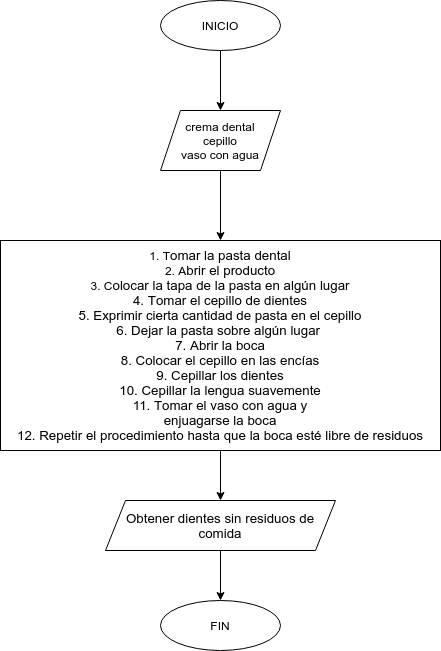 INICIO
crema dental
cepillo
vaso con agua
1. Tomar la pasta dental
2. Abrir el producto
3. Colocar la tapa de la pasta en algún lugar
4. Tomar el cepillo de dientes
5. Exprimir cierta cantidad de pasta en el cepillo
6. Dejar la pasta sobre algún lugar
7. Abrir la boca
8. Colocar el cepillo en las encías
9. Cepillar los dientes
10. Cepillar la lengua suavemente
11. Tomar el vaso con agua y
enjuagarse la boca
12. Repetir el procedimiento hasta que la boca esté libre de residuos
Obtener dientes sin residuos de
comida
FIN